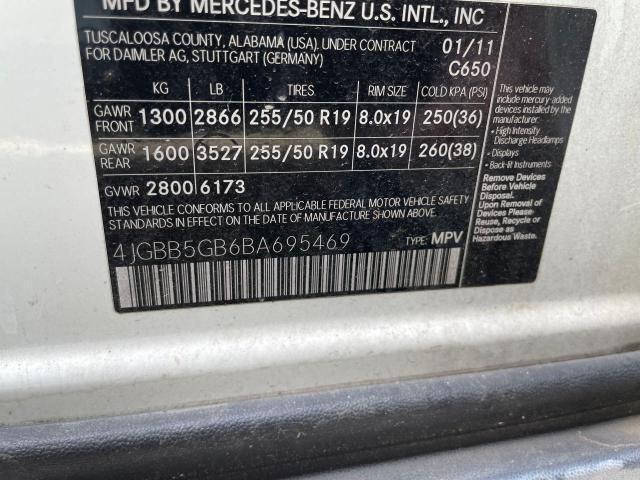 MFD BY MERCEDES-BENZ U.S. INTL., INC
TUSCALOOSA COUNTY, ALABAMA (USA). UNDER CONTRACT 01/11
FOR DAIMLER AG, STUTTGART (GERMANY) C650
KG LB TIRES RIM SIZE COLD KPA (PSI)
GAWR FRONT 1300 2866 255/50 R19 8.0x19 250(36)
GAWR REAR 1600 3527 255/50 R19 8.0x19 260(38)
GVWR 2800 6173
THIS VEHICLE CONFORMS TO ALL APPLICABLE FEDERAL MOTOR VEHICLE SAFETY
STANDARDS IN EFFECT ON THE DATE OF MANUFACTURE SHOWN ABOVE.
4JGBB5GB6BA695469
TYPE: MPV
This vehicle may
include mercury-added
devices installed by the
manufacturer:
- High Intensity
Discharge Headlamps
- Displays
- Back-lit Instruments
Remove Devices
Before Vehicle
Disposal.
Upon Removal of
Devices, Please
Reuse, Recycle or
Dispose as
Hazardous Waste.